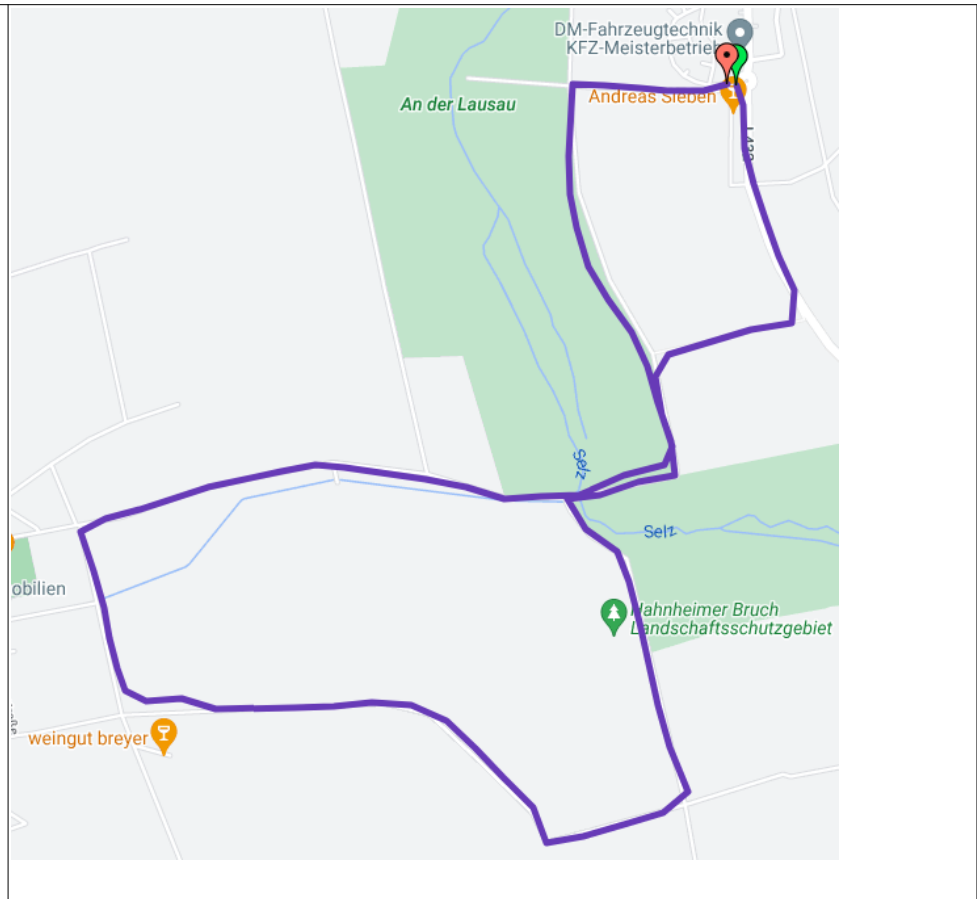 DM-Fahrzeugtechnik
KFZ-Meisterbetrieb
Andreas Sieben
An der Lausau
Selz
Selz
obilien
Hahnheimer Bruch
Landschaftsschutzgebiet
weingut breyer